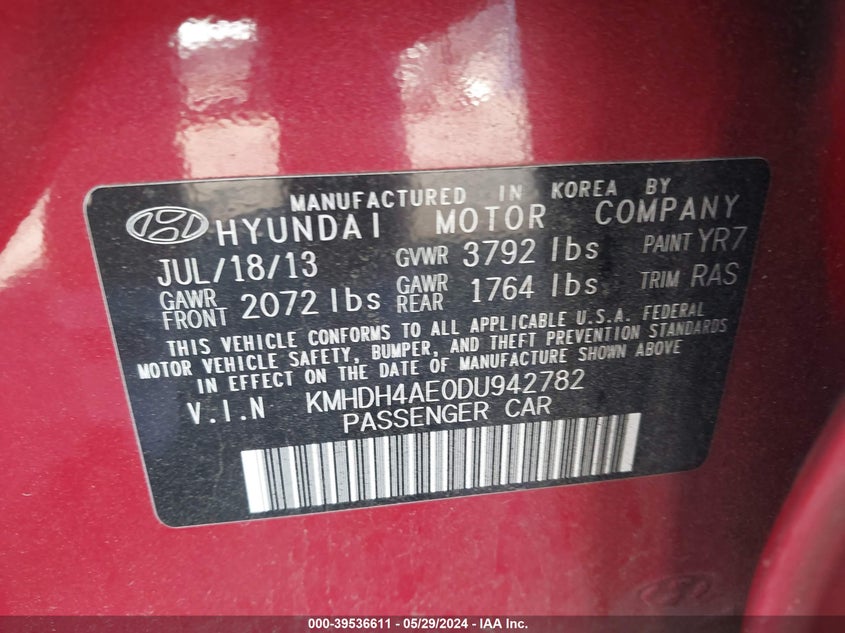 MANUFACTURED IN KOREA BY
HYUNDAI MOTOR COMPANY
JUL/18/13 GVWR 3792 lbs PAINT YR7
GAWR FRONT 2072 lbs GAWR REAR 1764 lbs TRIM RAS
THIS VEHICLE CONFORMS TO ALL APPLICABLE U.S.A. FEDERAL
MOTOR VEHICLE SAFETY, BUMPER, AND THEFT PREVENTION STANDARDS
IN EFFECT ON THE DATE OF MANUFACTURE SHOWN ABOVE
V.I.N KMHDH4AE0DU942782
PASSENGER CAR
000-39536611 - 05/29/2024 - IAA Inc.